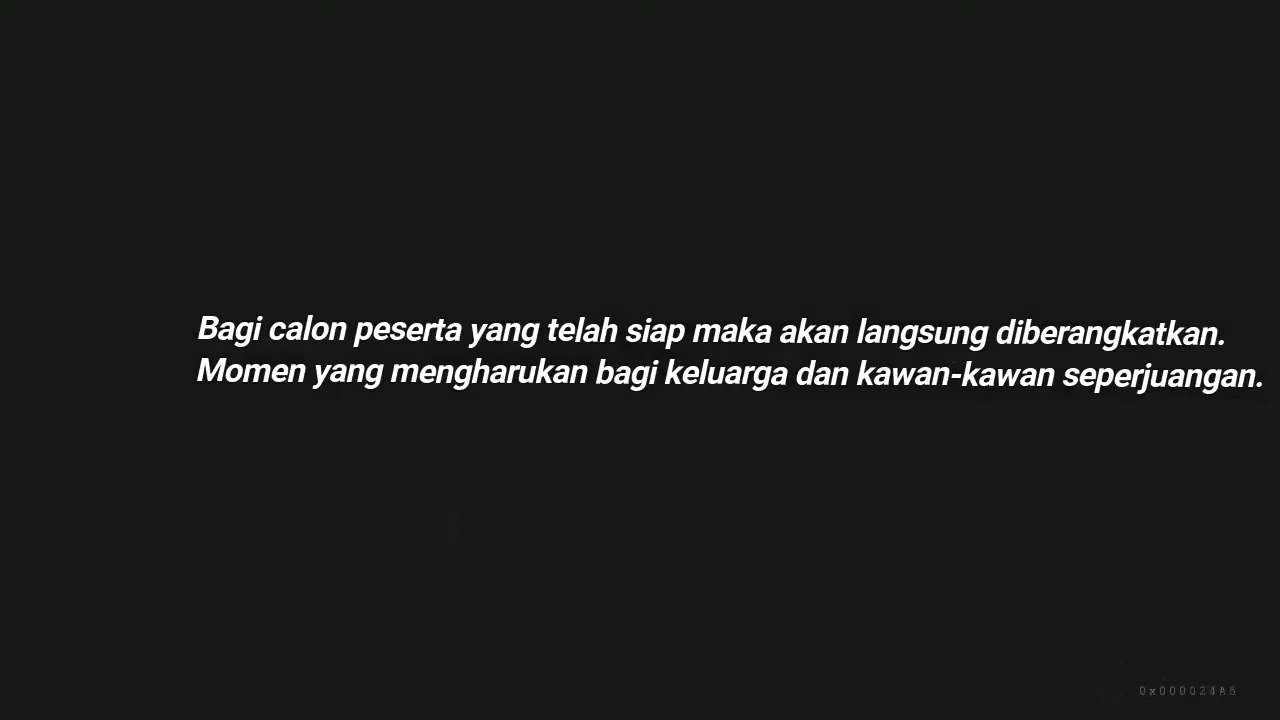 Bagi calon peserta yang telah siap maka akan langsung diberangkatkan.
Momen yang mengharukan bagi keluarga dan kawan-kawan seperjuangan.
0x000024A6